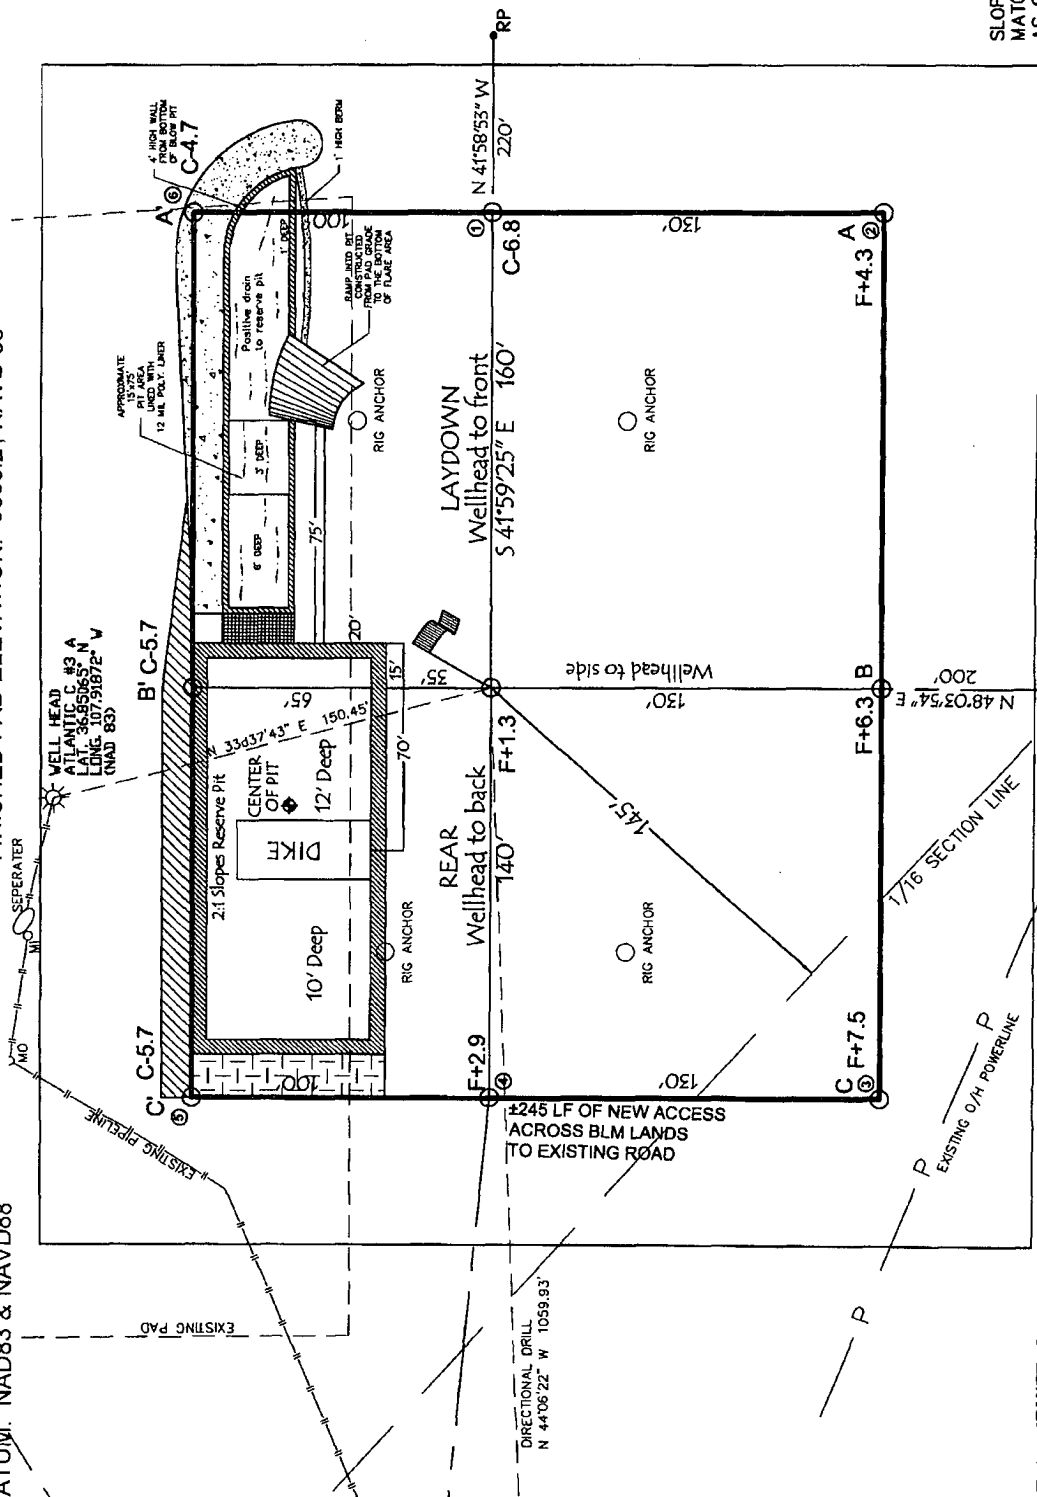 SLOP
MATC
RP
ATUM: NAD83 & NAVD88
SEPERATER
MI
MO
WELL HEAD
ATLANTIC C #3 A
LAT. 36.85065° N
LONG. 107.91872° W
(NAD 83)
4' HIGH WALL
FROM BOTTOM
OF BLOW PIT
C-4.7
A' ⑥
1' HIGH BERM
APPROXIMATE
15'x75'
PIT AREA
LINED WITH
12 MIL POLY. LINER
Positive drain
to reserve pit
1' DEEP
3' DEEP
6' DEEP
RAMP INTO PIT
CONSTRUCTED
FROM PAD GRADE
TO THE BOTTOM
OF FLARE AREA
100'
N 41°58'53" W
220'
① C-6.8
75'
RIG ANCHOR
LAYDOWN
Wellhead to front
S 41°59'25" E 160'
RIG ANCHOR
130'
A ②
F+4.3
B' C-5.7
65'
20'
15'
35'
70'
N 33d37'43" E 150.45'
2:1 Slopes Reserve Pit
CENTER
OF PIT
12' Deep
DIKE
10' Deep
F+1.3
Wellhead to side
130'
B
F+6.3
N 48°03'54" E
200'
REAR
Wellhead to back
140'
RIG ANCHOR
RIG ANCHOR
145'
1/16 SECTION LINE
C' C-5.7
⑤
100'
F+2.9
④
130'
C F+7.5
③
±245 LF OF NEW ACCESS
ACROSS BLM LANDS
TO EXISTING ROAD
EXISTING PIPELINE
EXISTING PAD
DIRECTIONAL DRILL
N 44°06'22" W 1059.93'
P
P
P
EXISTING O/H POWERLINE